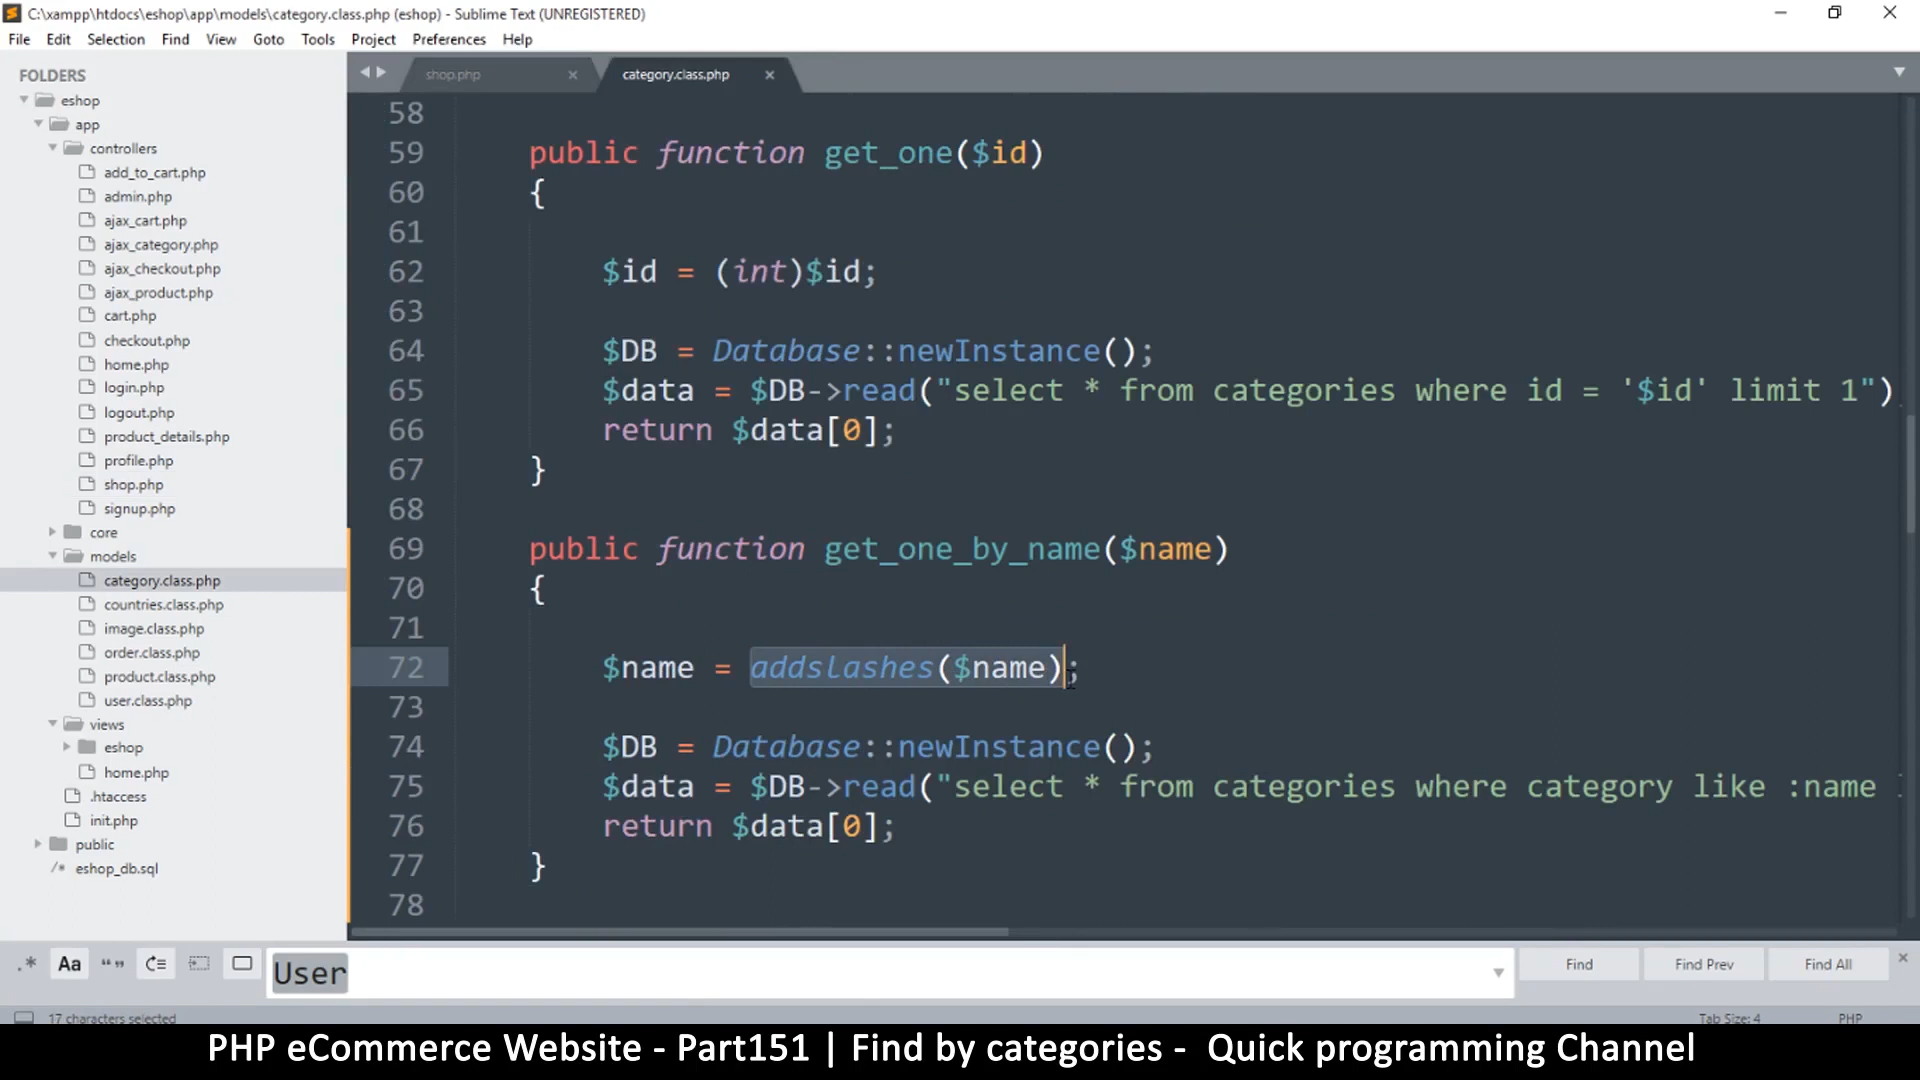 C:\xampp\htdocs\eshop\app\models\category.class.php (eshop) - Sublime Text (UNREGISTERED)
File Edit Selection Find View Goto Tools Project Preferences Help
FOLDERS
eshop
app
controllers
add_to_cart.php
admin.php
ajax_cart.php
ajax_category.php
ajax_checkout.php
ajax_product.php
cart.php
checkout.php
home.php
login.php
logout.php
product_details.php
profile.php
shop.php
signup.php
core
models
category.class.php
countries.class.php
image.class.php
order.class.php
product.class.php
user.class.php
views
eshop
home.php
.htaccess
init.php
public
/* eshop_db.sql
shop.php × category.class.php ×
58
59 public function get_one($id)
60 {
61
62 $id = (int)$id;
63
64 $DB = Database::newInstance();
65 $data = $DB->read("select * from categories where id = '$id' limit 1")
66 return $data[0];
67 }
68
69 public function get_one_by_name($name)
70 {
71
72 $name = addslashes($name);
73
74 $DB = Database::newInstance();
75 $data = $DB->read("select * from categories where category like :name
76 return $data[0];
77 }
78
.* Aa "" User Find Find Prev Find All ×
17 characters selected Tab Size: 4 PHP
PHP eCommerce Website - Part151 | Find by categories - Quick programming Channel